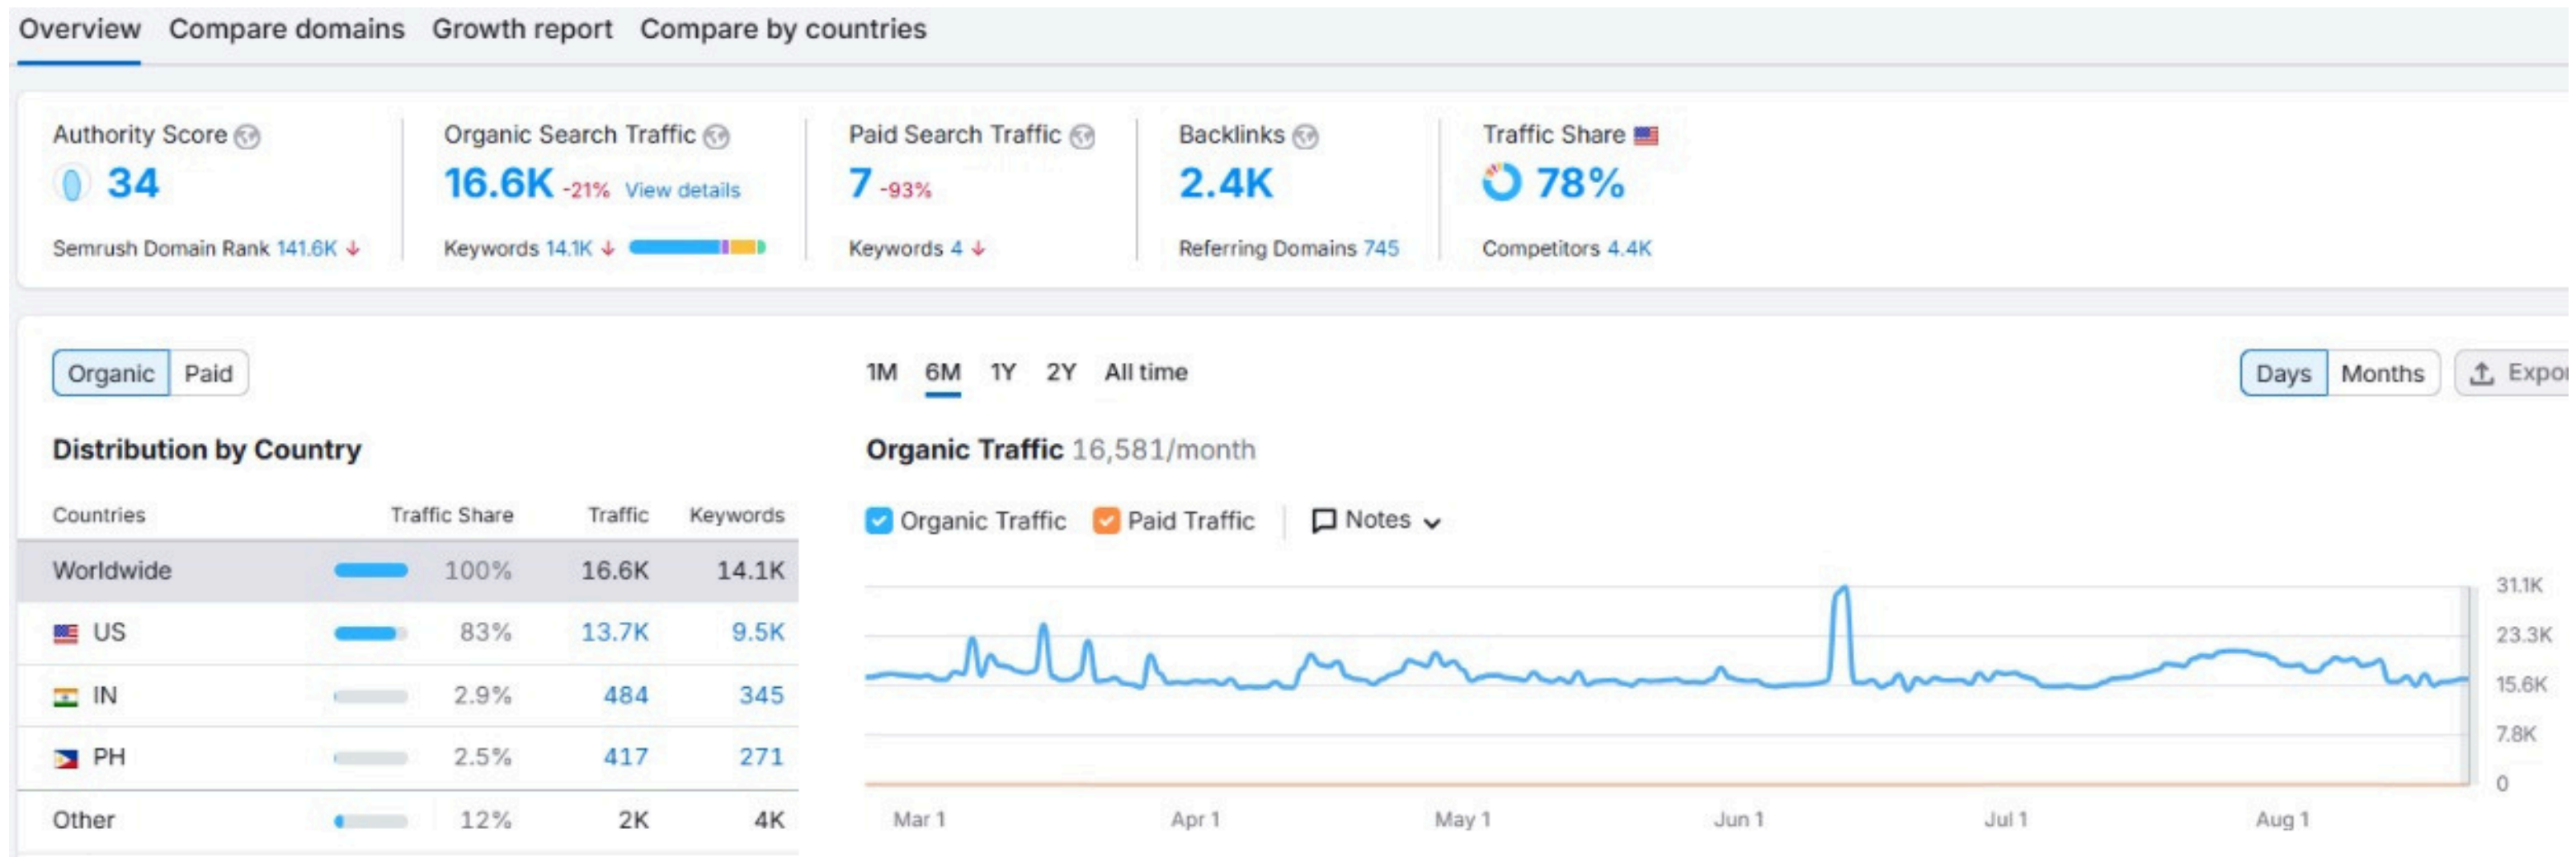 Overview Compare domains Growth report Compare by countries
Authority Score
34
Semrush Domain Rank 141.6K ↓
Organic Search Traffic
16.6K -21% View details
Keywords 14.1K ↓
Paid Search Traffic
7 -93%
Keywords 4 ↓
Backlinks
2.4K
Referring Domains 745
Traffic Share
78%
Competitors 4.4K
Organic Paid
Distribution by Country
Countries Traffic Share Traffic Keywords
Worldwide 100% 16.6K 14.1K
US 83% 13.7K 9.5K
IN 2.9% 484 345
PH 2.5% 417 271
Other 12% 2K 4K
1M 6M 1Y 2Y All time
Days Months Expor
Organic Traffic 16,581/month
Organic Traffic Paid Traffic Notes
31.1K
23.3K
15.6K
7.8K
0
Mar 1 Apr 1 May 1 Jun 1 Jul 1 Aug 1